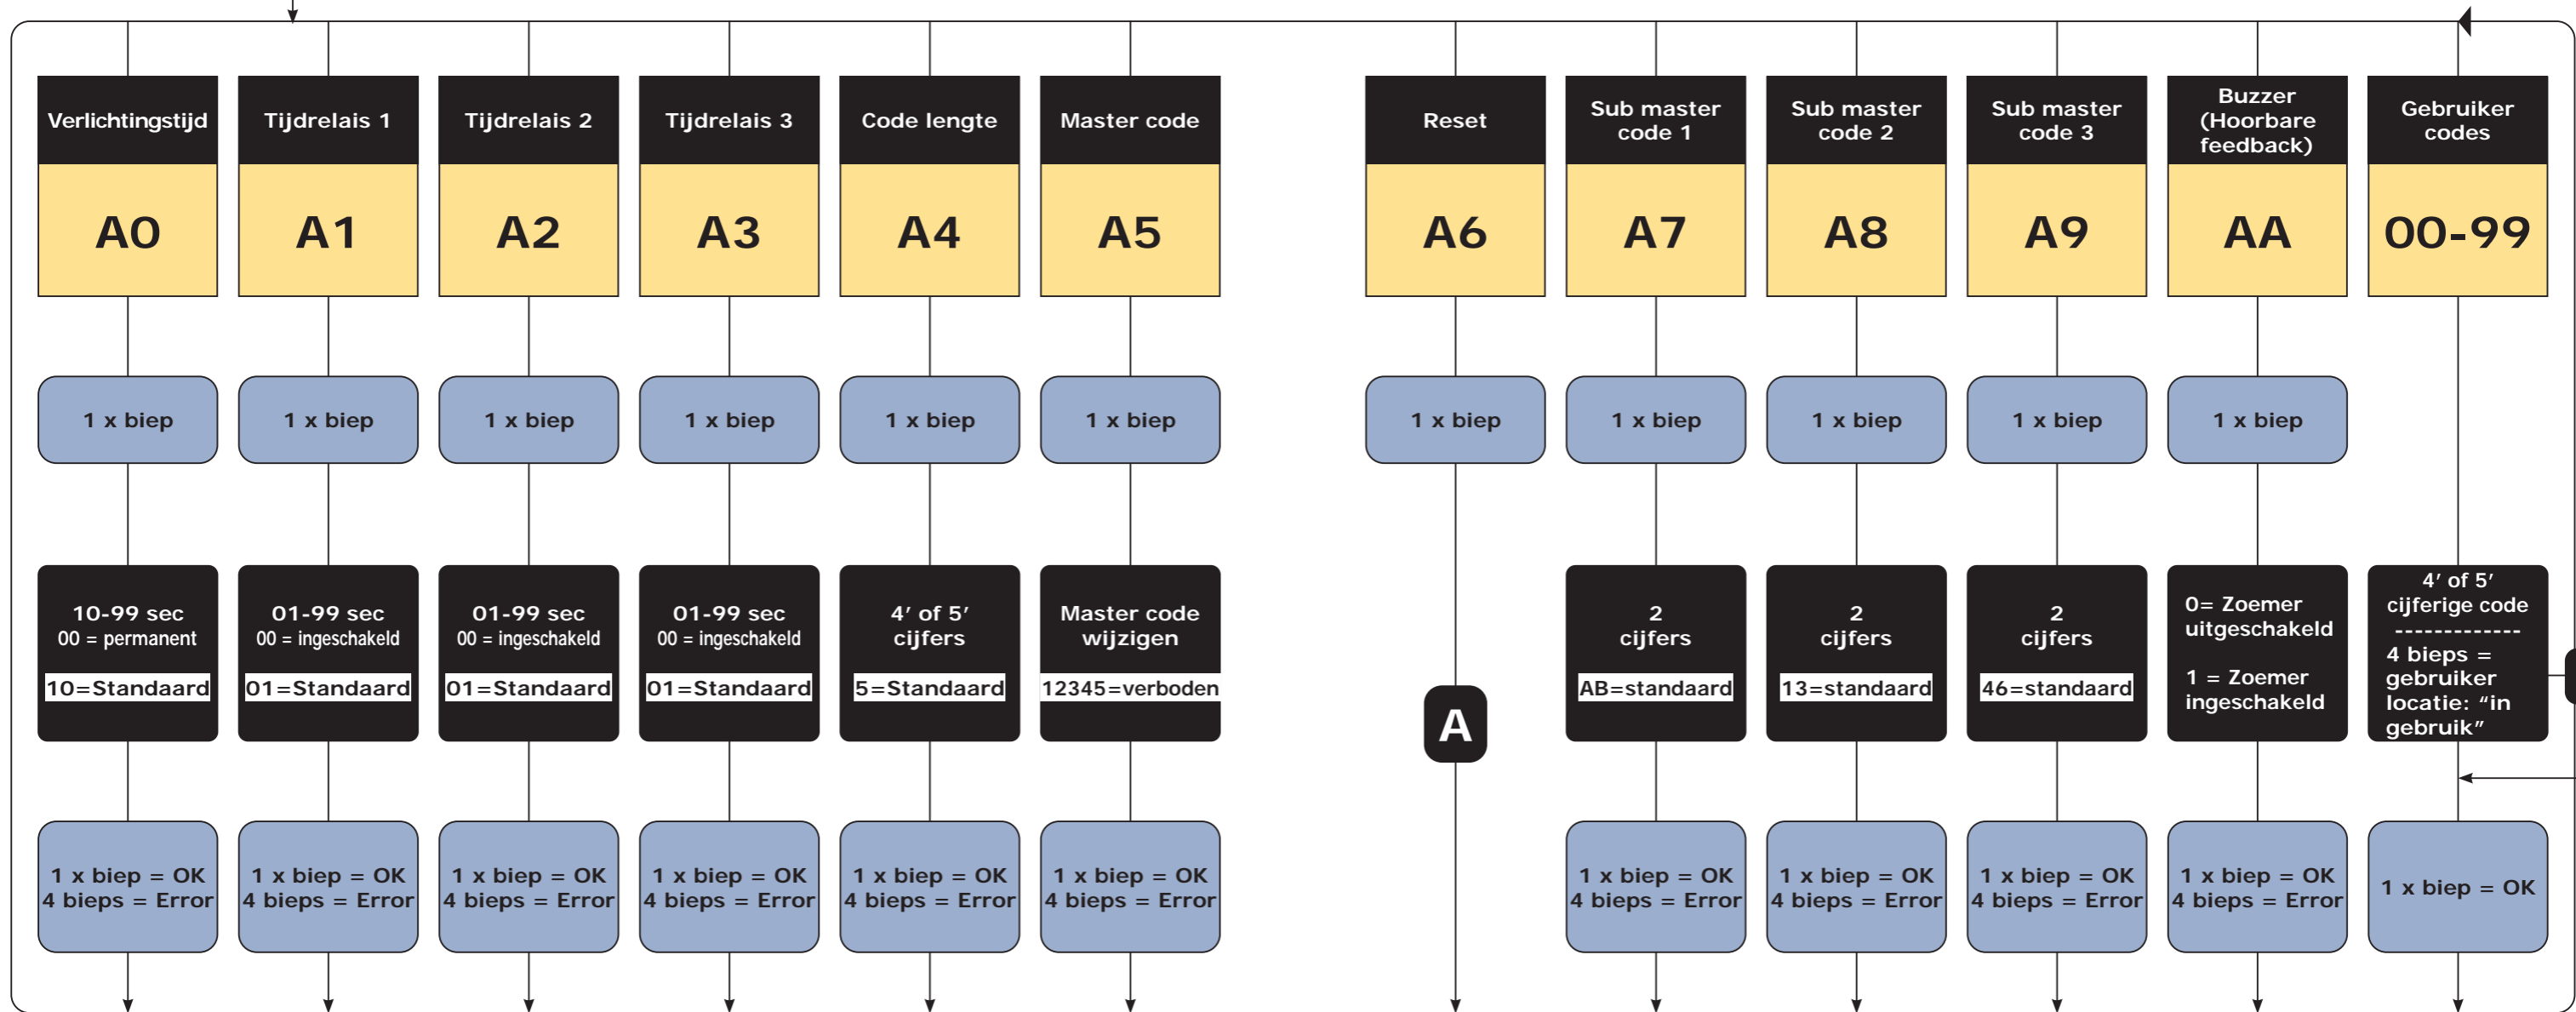 Verlichtingstijd
Tijdrelais 1
Tijdrelais 2
Tijdrelais 3
Code lengte
Master code
Reset
Sub master
code 1
Sub master
code 2
Sub master
code 3
Buzzer
(Hoorbare
feedback)
Gebruiker
codes
A0
A1
A2
A3
A4
A5
A6
A7
A8
A9
AA
00-99
1 x biep
1 x biep
1 x biep
1 x biep
1 x biep
1 x biep
1 x biep
1 x biep
1 x biep
1 x biep
1 x biep
10-99 sec
00 = permanent
10=Standaard
01-99 sec
00 = ingeschakeld
01=Standaard
01-99 sec
00 = ingeschakeld
01=Standaard
01-99 sec
00 = ingeschakeld
01=Standaard
4' of 5'
cijfers
5=Standaard
Master code
wijzigen
12345=verboden
A
2
cijfers
AB=standaard
2
cijfers
13=standaard
2
cijfers
46=standaard
0= Zoemer
uitgeschakeld
1 = Zoemer
ingeschakeld
4' of 5'
cijferige code
-------------
4 bieps =
gebruiker
locatie: “in
gebruik”
1 x biep = OK
4 bieps = Error
1 x biep = OK
4 bieps = Error
1 x biep = OK
4 bieps = Error
1 x biep = OK
4 bieps = Error
1 x biep = OK
4 bieps = Error
1 x biep = OK
4 bieps = Error
1 x biep = OK
4 bieps = Error
1 x biep = OK
4 bieps = Error
1 x biep = OK
4 bieps = Error
1 x biep = OK
4 bieps = Error
1 x biep = OK